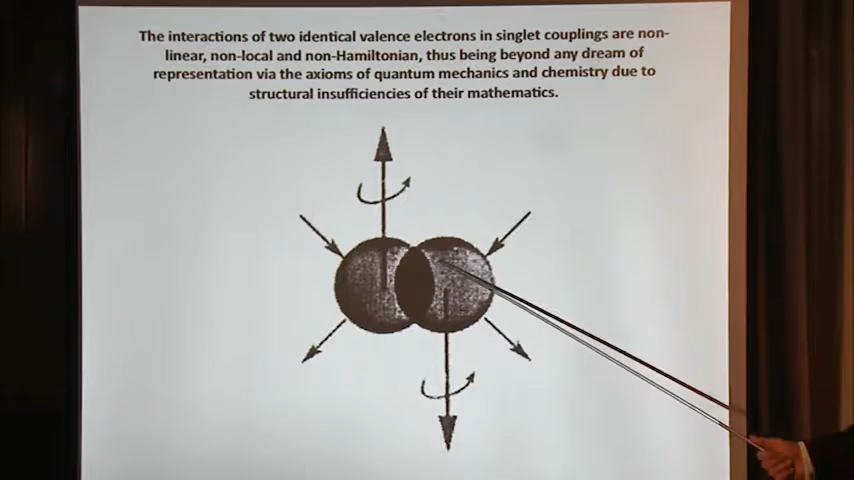 The interactions of two identical valence electrons in singlet couplings are non-
linear, non-local and non-Hamiltonian, thus being beyond any dream of
representation via the axioms of quantum mechanics and chemistry due to
structural insufficiencies of their mathematics.